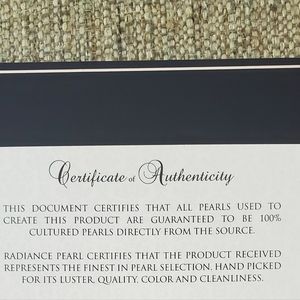 Certificate of Authenticity
THIS DOCUMENT CERTIFIES THAT ALL PEARLS USED TO
CREATE THIS PRODUCT ARE GUARANTEED TO BE 100%
CULTURED PEARLS DIRECTLY FROM THE SOURCE.
RADIANCE PEARL CERTIFIES THAT THE PRODUCT RECEIVED
REPRESENTS THE FINEST IN PEARL SELECTION, HAND PICKED
FOR ITS LUSTER, QUALITY, COLOR AND CLEANLINESS.